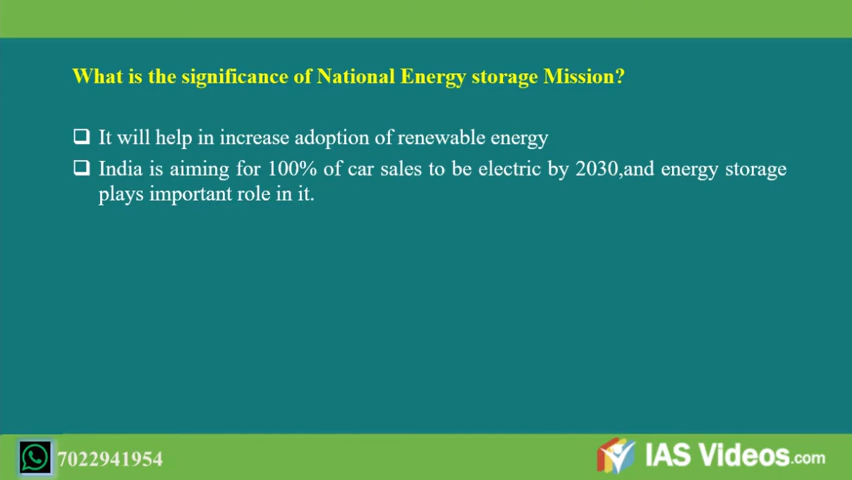 What is the significance of National Energy storage Mission?
It will help in increase adoption of renewable energy
India is aiming for 100% of car sales to be electric by 2030,and energy storage
plays important role in it.
7022941954
IAS Videos.com